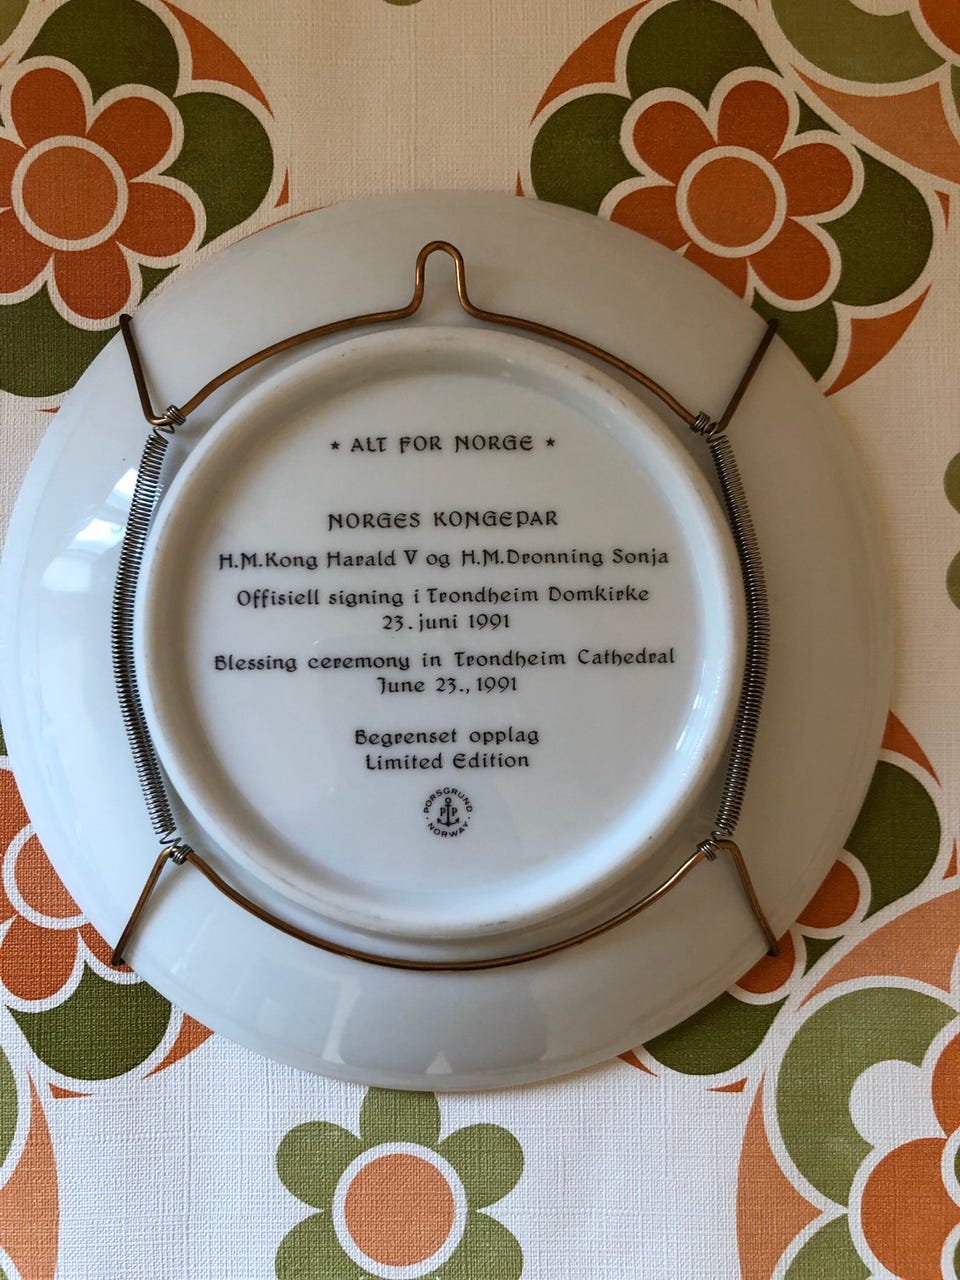 ★ ALT FOR NORGE ★
NORGES KONGEPAR
H.M.Kong Harald V og H.M.Dronning Sonja
Offisiell signing i Trondheim Domkirke
23. juni 1991
Blessing ceremony in Trondheim Cathedral
June 23., 1991
Begrenset opplag
Limited Edition
PORSGRUND
P P
· NORWAY ·